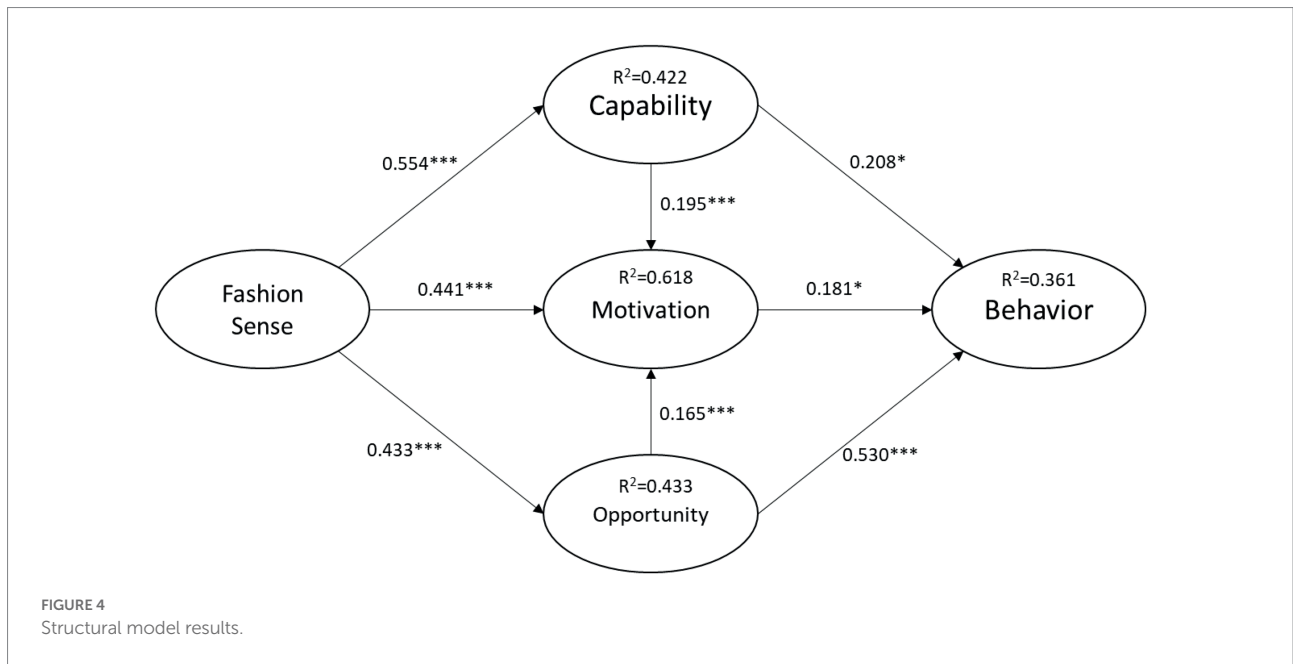 R²=0.422
Capability
0.554***
0.208*
0.195***
Fashion
Sense
0.441***
R²=0.618
Motivation
0.181*
R²=0.361
Behavior
0.433***
0.165***
0.530***
R²=0.433
Opportunity
FIGURE 4
Structural model results.